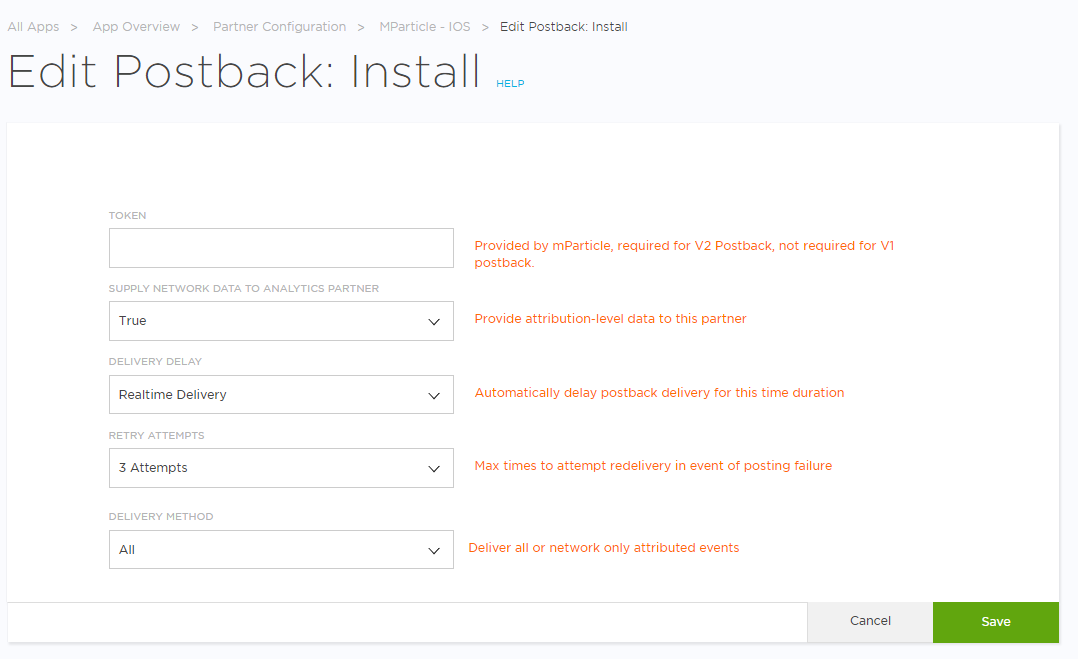 All Apps > App Overview > Partner Configuration > MParticle - IOS > Edit Postback: Install
Edit Postback: Install HELP
TOKEN
Provided by mParticle, required for V2 Postback, not required for V1
postback.
SUPPLY NETWORK DATA TO ANALYTICS PARTNER
True
Provide attribution-level data to this partner
DELIVERY DELAY
Realtime Delivery
Automatically delay postback delivery for this time duration
RETRY ATTEMPTS
3 Attempts
Max times to attempt redelivery in event of posting failure
DELIVERY METHOD
All
Deliver all or network only attributed events
Cancel
Save